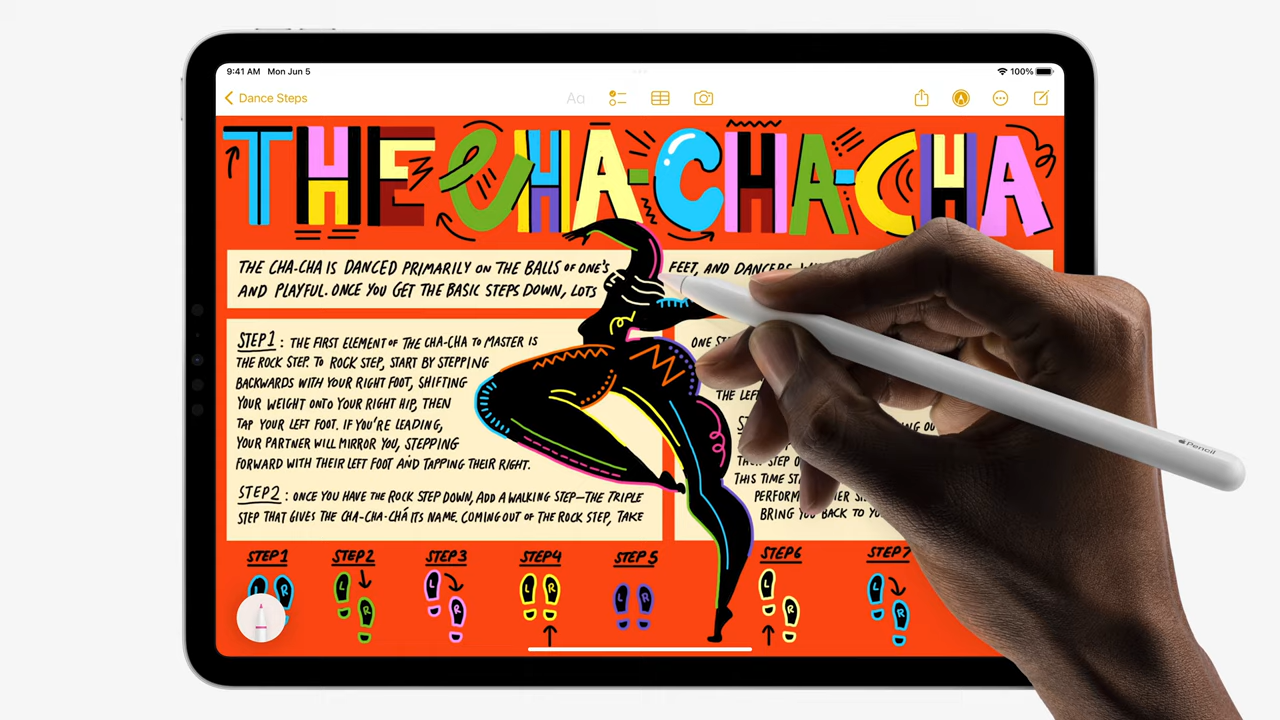 9:41 AM Mon Jun 5
100%
Dance Steps
Aa
THE CHA-CHA-CHA
THE CHA-CHA IS DANCED PRIMARILY ON THE BALLS OF ONE'S FEET, AND DANCERS
AND PLAYFUL. ONCE YOU GET THE BASIC STEPS DOWN, LOTS
STEP 1: THE FIRST ELEMENT OF THE CHA-CHA TO MASTER IS
THE ROCK STEP. TO ROCK STEP, START BY STEPPING
BACKWARDS WITH YOUR RIGHT FOOT, SHIFTING
YOUR WEIGHT ONTO YOUR RIGHT HIP, THEN
TAP YOUR LEFT FOOT. IF YOU'RE LEADING,
YOUR PARTNER WILL MIRROR YOU, STEPPING
FORWARD WITH THEIR LEFT FOOT AND TAPPING THEIR RIGHT.
STEP 2: ONCE YOU HAVE THE ROCK STEP DOWN, ADD A WALKING STEP—THE TRIPLE
STEP THAT GIVES THE CHA-CHA-CHÁ ITS NAME. COMING OUT OF THE ROCK STEP, TAKE
ONE
THE
STEP
THIS TIME
PERFORM
BRING YOU BACK TO
STEP 1 STEP 2 STEP 3 STEP 4 STEP 5 STEP 6 STEP 7
L R L R L R L R L R L R L R
Pencil